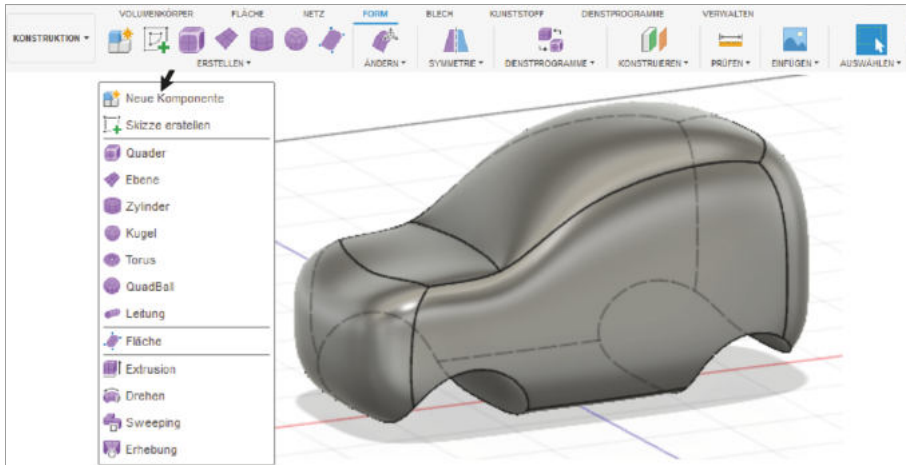 VOLUMENKÖRPER FLÄCHE NETZ FORM BLECH KUNSTSTOFF DIENSTPROGRAMME VERWALTEN
KONSTRUKTION
ERSTELLEN ÄNDERN SYMMETRIE DIENSTPROGRAMME KONSTRUIEREN PRÜFEN EINFÜGEN AUSWÄHLEN
Neue Komponente
Skizze erstellen
Quader
Ebene
Zylinder
Kugel
Torus
QuadBall
Leitung
Fläche
Extrusion
Drehen
Sweeping
Erhebung